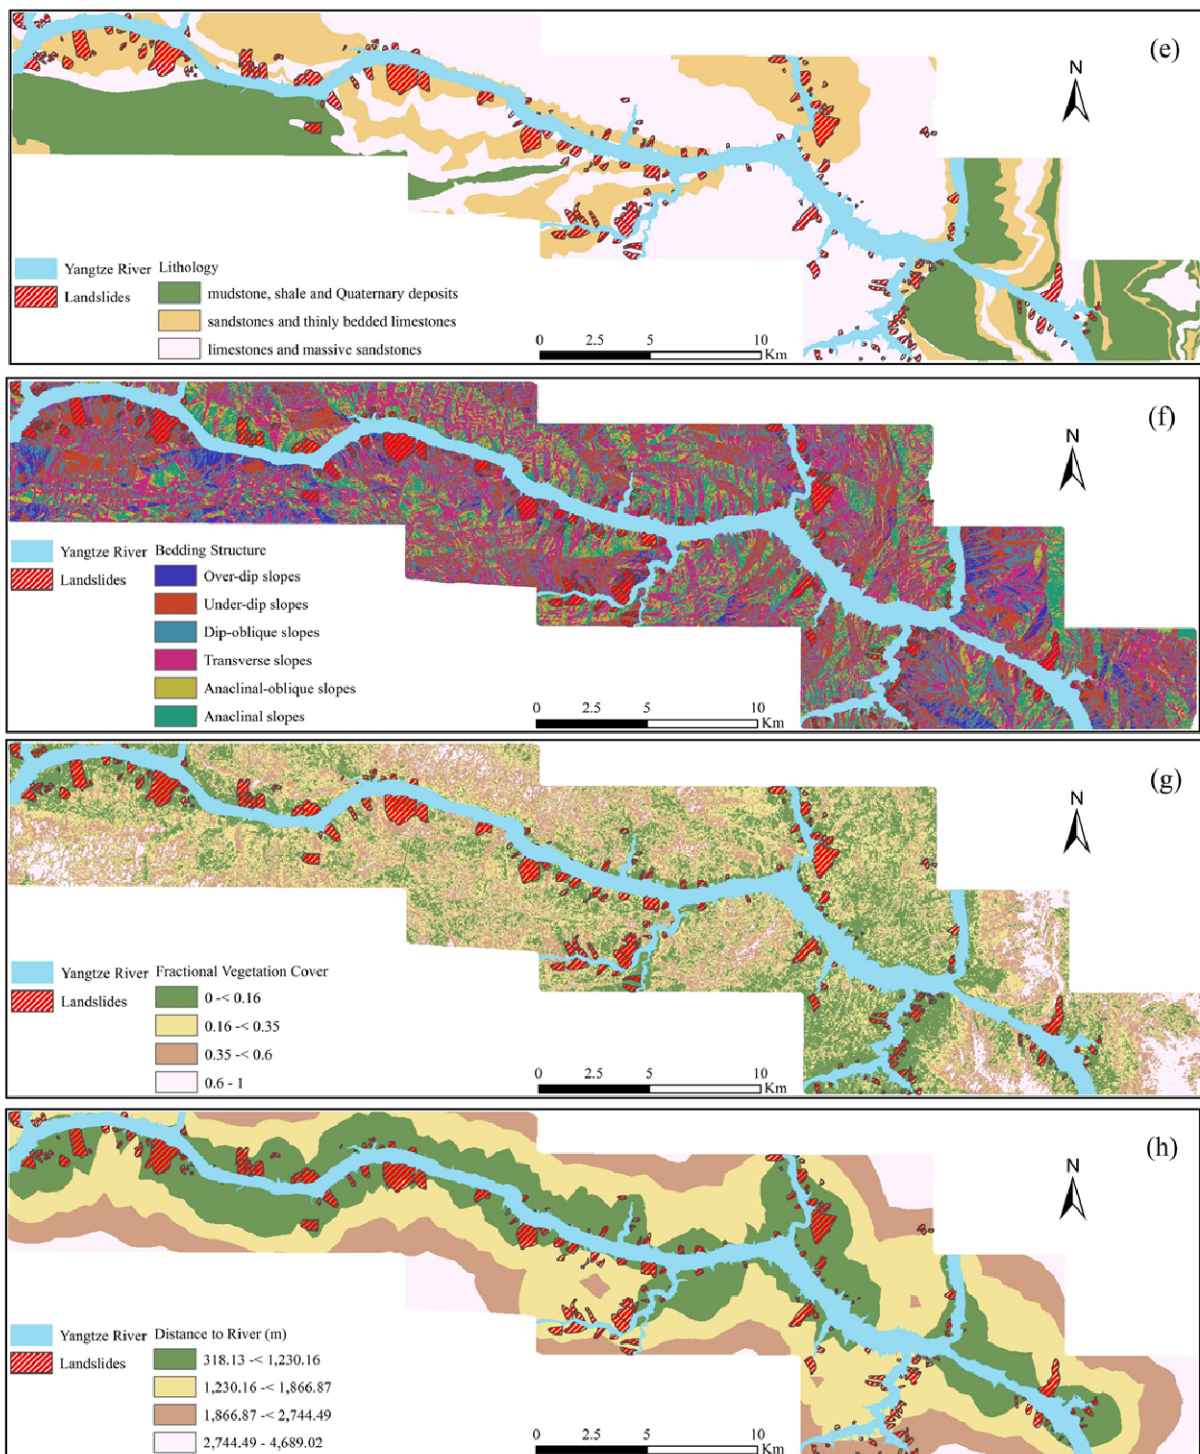 (e)
N
Yangtze River
Lithology
Landslides
mudstone, shale and Quaternary deposits
sandstones and thinly bedded limestones
limestones and massive sandstones
0 2.5 5 10
Km
(f)
N
Yangtze River
Bedding Structure
Landslides
Over-dip slopes
Under-dip slopes
Dip-oblique slopes
Transverse slopes
Anaclinal-oblique slopes
Anaclinal slopes
0 2.5 5 10
Km
(g)
N
Yangtze River
Fractional Vegetation Cover
Landslides
0 -< 0.16
0.16 -< 0.35
0.35 -< 0.6
0.6 - 1
0 2.5 5 10
Km
(h)
N
Yangtze River
Distance to River (m)
Landslides
318.13 -< 1,230.16
1,230.16 -< 1,866.87
1,866.87 -< 2,744.49
2,744.49 - 4,689.02
0 2.5 5 10
Km